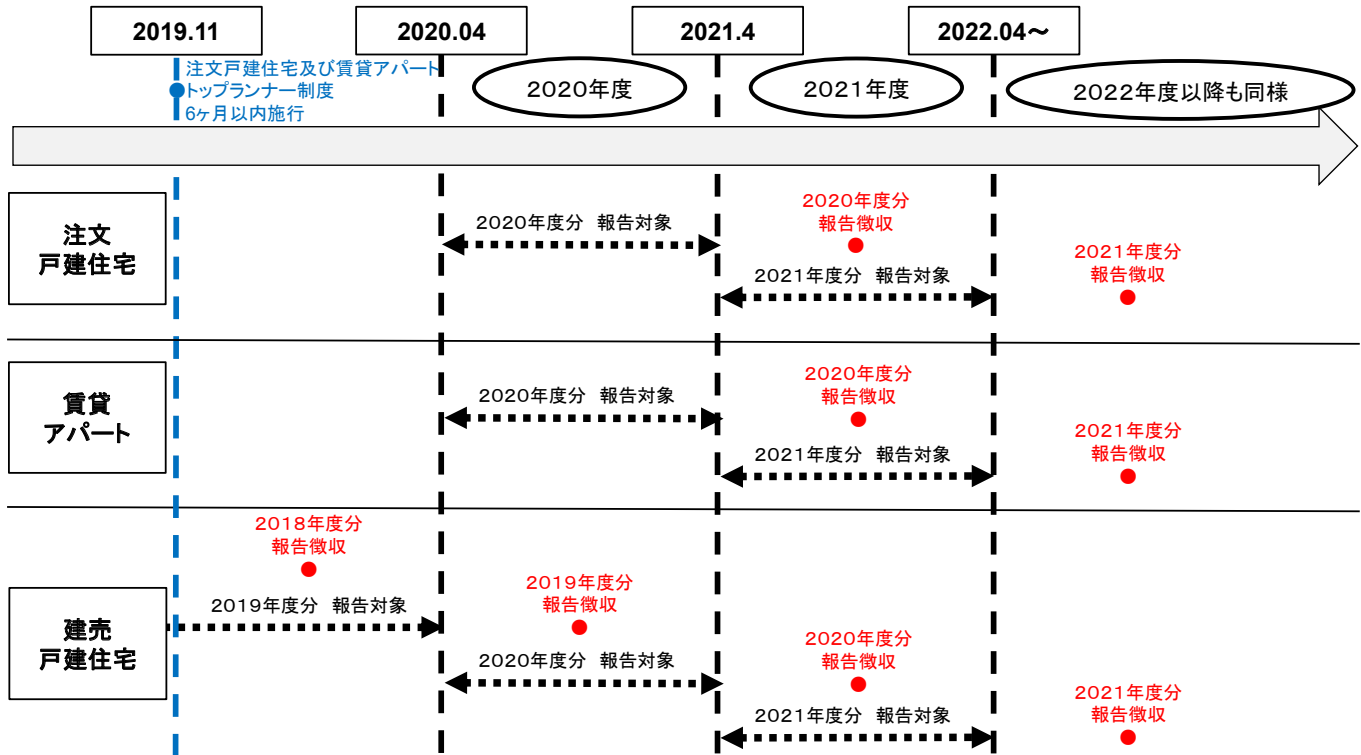 2019.11
2020.04
2021.4
2022.04～
注文戸建住宅及び賃貸アパート
トップランナー制度
6ヶ月以内施行
2020年度
2021年度
2022年度以降も同様
注文
戸建住宅
2020年度分 報告対象
2020年度分
報告徴収
2021年度分 報告対象
2021年度分
報告徴収
賃貸
アパート
2020年度分 報告対象
2020年度分
報告徴収
2021年度分 報告対象
2021年度分
報告徴収
建売
戸建住宅
2018年度分
報告徴収
2019年度分 報告対象
2019年度分
報告徴収
2020年度分 報告対象
2020年度分
報告徴収
2021年度分 報告対象
2021年度分
報告徴収